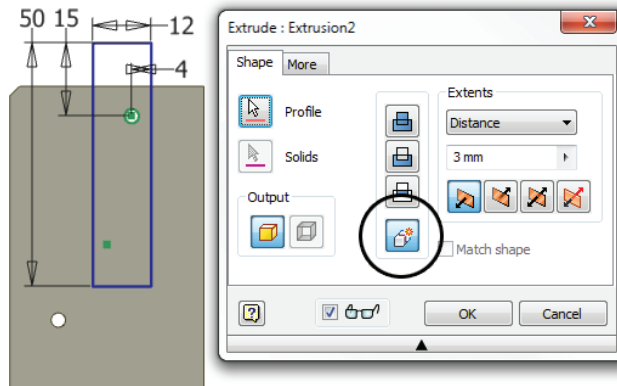 50 15
12
4
Extrude : Extrusion2
Shape More
Profile
Solids
Output
Extents
Distance
3 mm
Match shape
OK Cancel